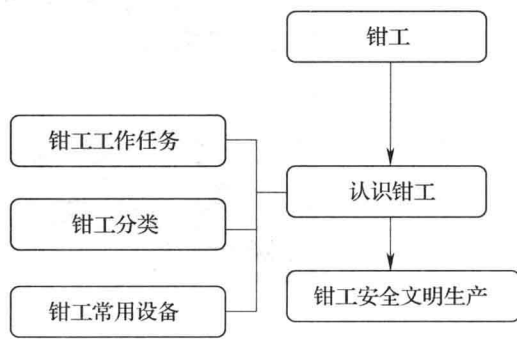 钳工
钳工工作任务
认识钳工
钳工分类
钳工安全文明生产
钳工常用设备